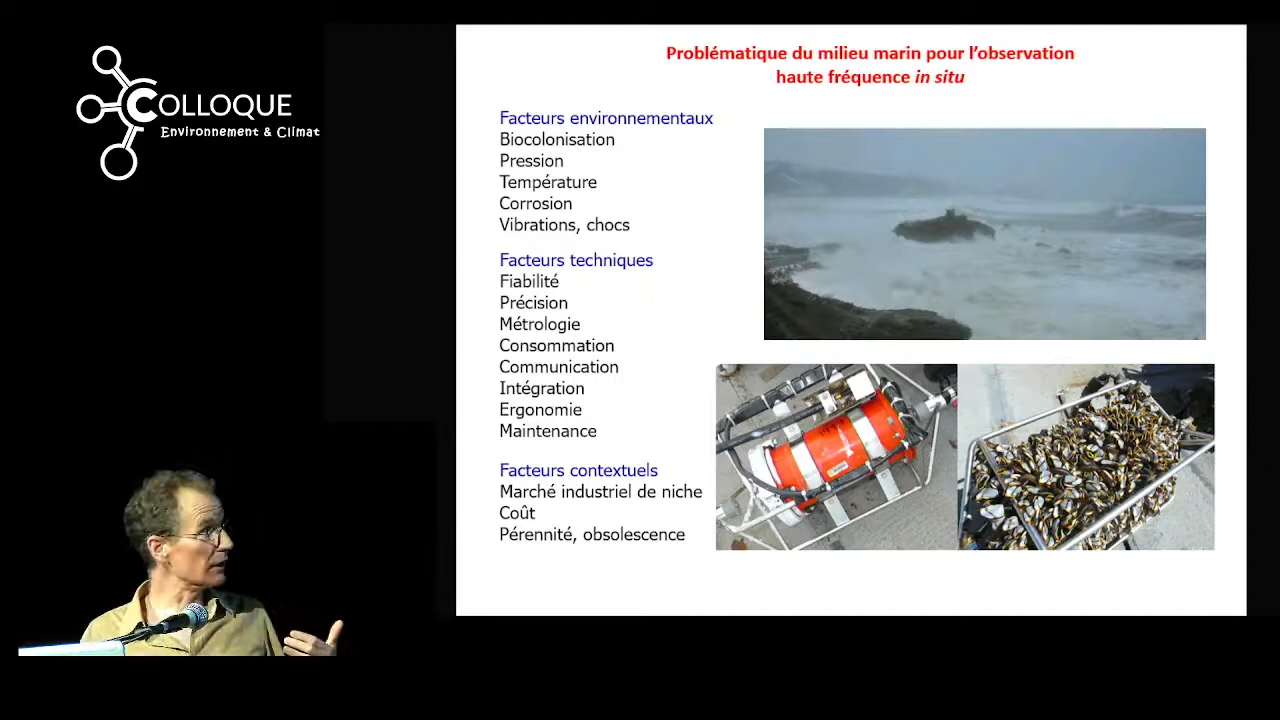 COLLOQUE
Environnement & Climat
Problématique du milieu marin pour l'observation
haute fréquence in situ
Facteurs environnementaux
Biocolonisation
Pression
Température
Corrosion
Vibrations, chocs
Facteurs techniques
Fiabilité
Précision
Métrologie
Consommation
Communication
Intégration
Ergonomie
Maintenance
Facteurs contextuels
Marché industriel de niche
Coût
Pérennité, obsolescence